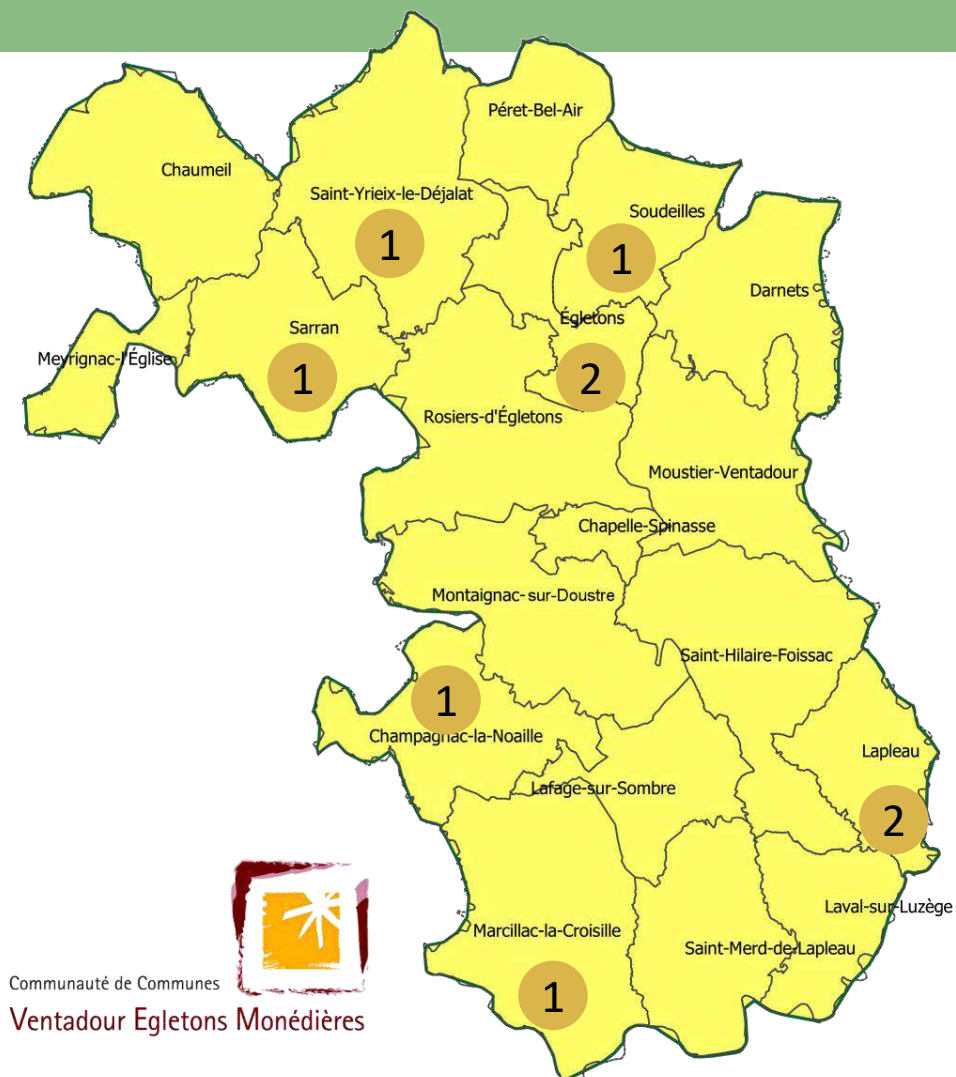 Péret-Bel-Air
Chaumeil
Saint-Yrieix-le-Déjalat
Soudeilles
1
1
Darnets
Égletons
Sarran
Meyrignac-l'Église
1
2
Rosiers-d'Égletons
Moustier-Ventadour
Chapelle-Spinasse
Montaignac-sur-Doustre
Saint-Hilaire-Foissac
1
Champagnac-la-Noaille
Lapleau
Lafage-sur-Sombre
2
Laval-sur-Luzège
Marcillac-la-Croisille
Saint-Merd-de-Lapleau
1
Communauté de Communes
Ventadour Egletons Monédières